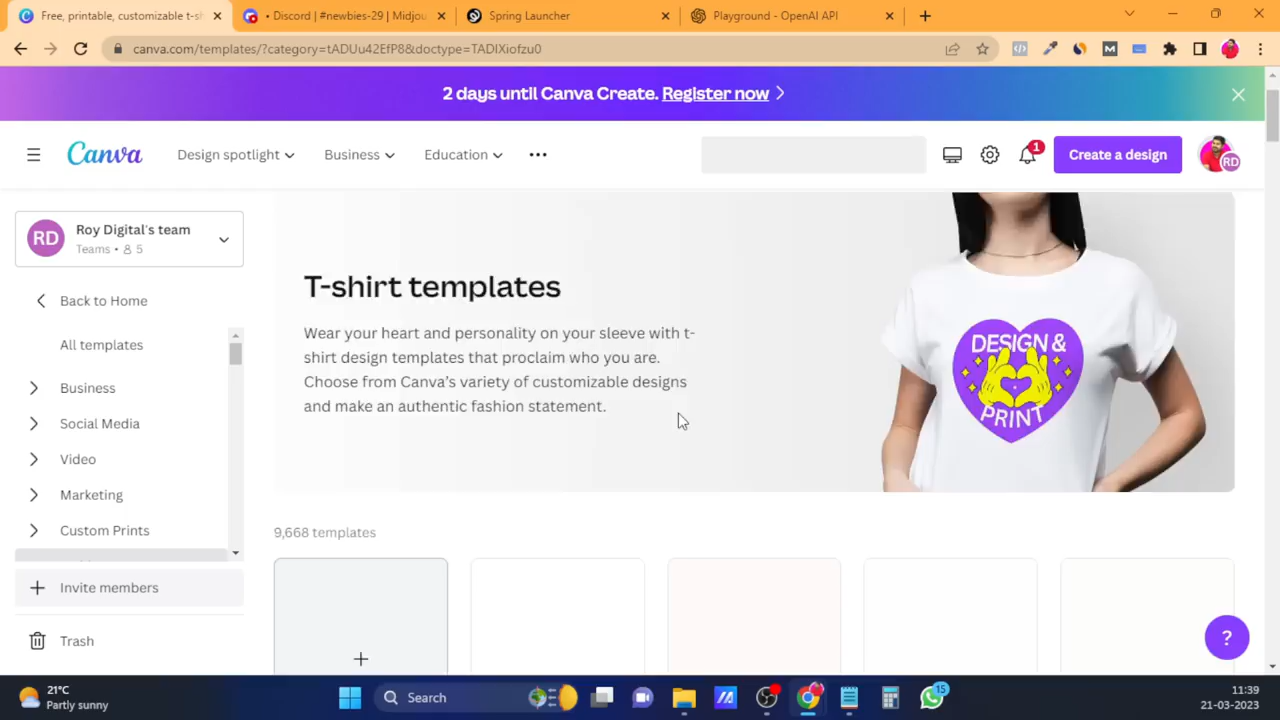 Free, printable, customizable t-sh
• Discord | #newbies-29 | Midjou
Spring Launcher
Playground - OpenAI API
canva.com/templates/?category=tADUu42EfP8&doctype=TADIXiofzu0
2 days until Canva Create. Register now
Canva
Design spotlight
Business
Education
1
Create a design
RD
RD
Roy Digital's team
Teams • 5
Back to Home
All templates
Business
Social Media
Video
Marketing
Custom Prints
Invite members
Trash
T-shirt templates
Wear your heart and personality on your sleeve with t-
shirt design templates that proclaim who you are.
Choose from Canva's variety of customizable designs
and make an authentic fashion statement.
DESIGN &
PRINT
9,668 templates
?
21°C
Partly sunny
Search
15
11:39
21-03-2023